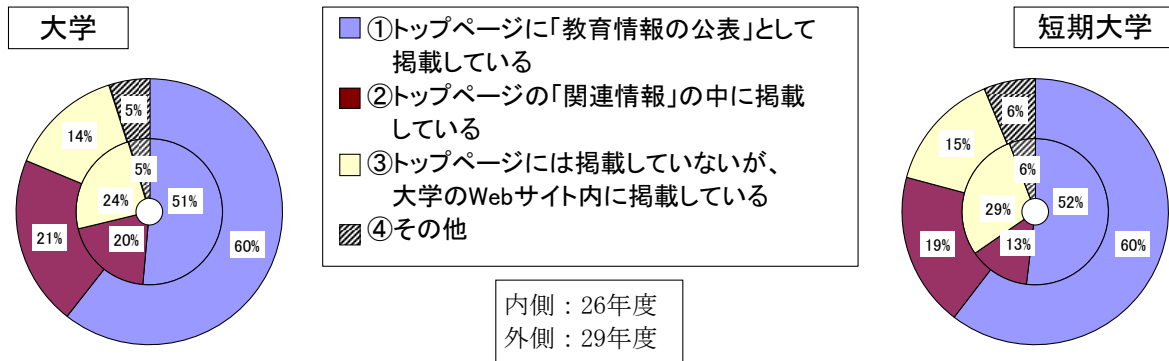 大学
5%
14%
5%
24%
51%
20%
21%
60%
①トップページに「教育情報の公表」として
掲載している
②トップページの「関連情報」の中に掲載
している
③トップページには掲載していないが、
大学のWebサイト内に掲載している
④その他
内側：26年度
外側：29年度
短期大学
6%
15%
6%
29%
52%
13%
19%
60%